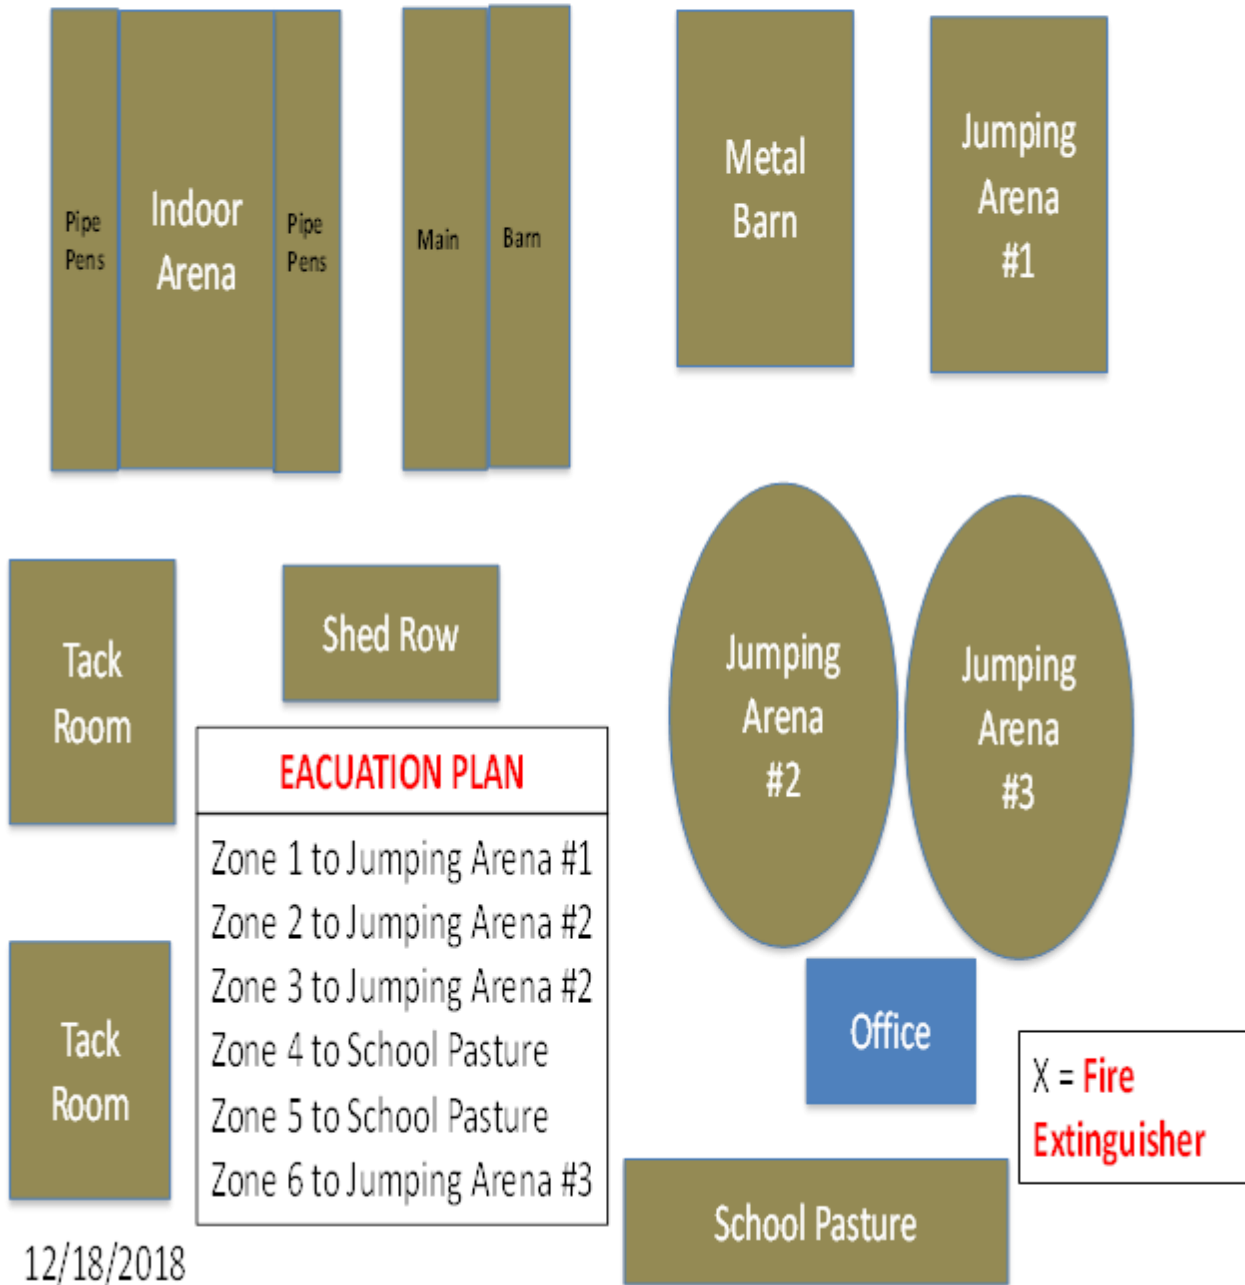 Pipe
Pens
Indoor
Arena
Pipe
Pens
Main
Barn
Metal
Barn
Jumping
Arena
#1
Tack
Room
Shed Row
Jumping
Arena
#2
Jumping
Arena
#3
EACUATION PLAN
Zone 1 to Jumping Arena #1
Zone 2 to Jumping Arena #2
Zone 3 to Jumping Arena #2
Zone 4 to School Pasture
Zone 5 to School Pasture
Zone 6 to Jumping Arena #3
Tack
Room
Office
X = Fire
Extinguisher
School Pasture
12/18/2018